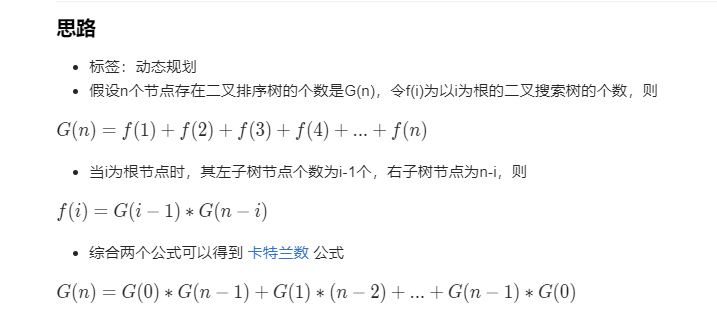 思路
标签：动态规划
假设n个节点存在二叉排序树的个数是G(n)，令f(i)为以i为根的二叉搜索树的个数，则
G(n) = f(1) + f(2) + f(3) + f(4) + ... + f(n)
当i为根节点时，其左子树节点个数为i-1个，右子树节点为n-i，则
f(i) = G(i − 1) ∗ G(n − i)
综合两个公式可以得到 卡特兰数 公式
G(n) = G(0) ∗ G(n − 1) + G(1) ∗ (n − 2) + ... + G(n − 1) ∗ G(0)